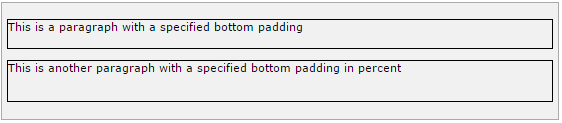 This is a paragraph with a specified bottom padding
This is another paragraph with a specified bottom padding in percent